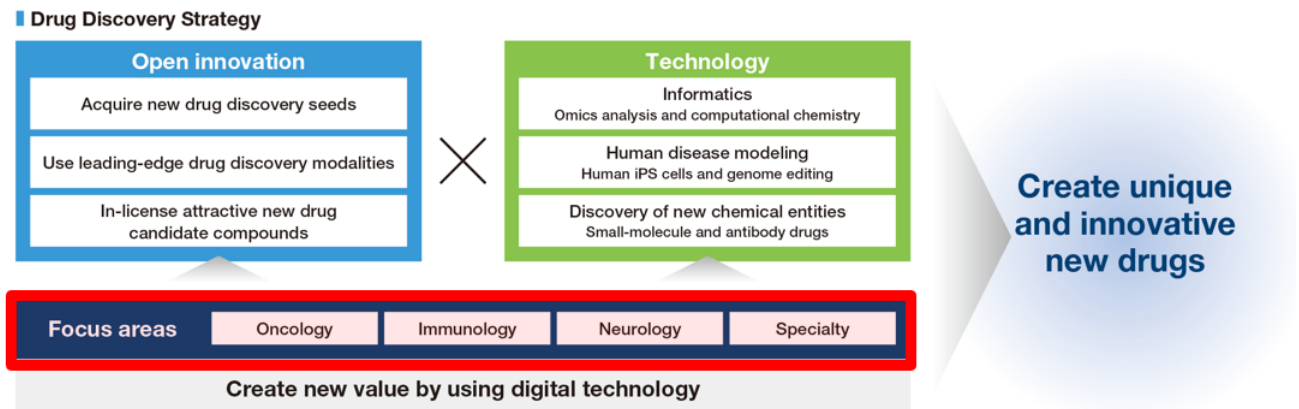 Drug Discovery Strategy
Open innovation
Acquire new drug discovery seeds
Use leading-edge drug discovery modalities
In-license attractive new drug
candidate compounds
Technology
Informatics
Omics analysis and computational chemistry
Human disease modeling
Human iPS cells and genome editing
Discovery of new chemical entities
Small-molecule and antibody drugs
Focus areas
Oncology
Immunology
Neurology
Specialty
Create new value by using digital technology
Create unique
and innovative
new drugs